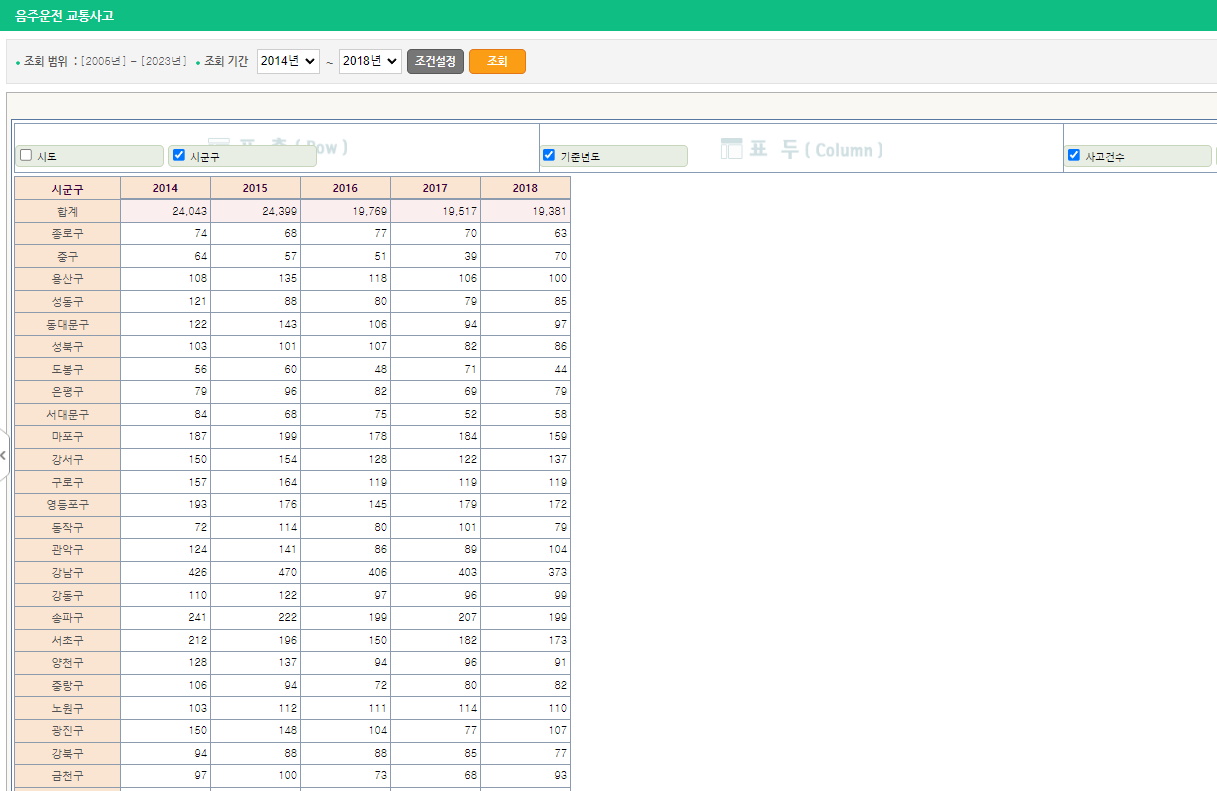 음주운전 교통사고
조회 범위 : [2005년] ~ [2023년] 조회 기간 2014년 ~ 2018년 조건설정 조회
표 두 ( Column )
시도 시군구 기준년도 사고건수
시군구 2014 2015 2016 2017 2018
합계 24,043 24,399 19,769 19,517 19,381
종로구 74 68 77 70 63
중구 64 57 51 39 70
용산구 108 135 118 106 100
성동구 121 88 80 79 85
동대문구 122 143 106 94 97
성북구 103 101 107 82 86
도봉구 56 60 48 71 44
은평구 79 96 82 69 79
서대문구 84 68 75 52 58
마포구 187 199 178 184 159
강서구 150 154 128 122 137
구로구 157 164 119 119 119
영등포구 193 176 145 179 172
동작구 72 114 80 101 79
관악구 124 141 86 89 104
강남구 426 470 406 403 373
강동구 110 122 97 96 99
송파구 241 222 199 207 199
서초구 212 196 150 182 173
양천구 128 137 94 96 91
중랑구 106 94 72 80 82
노원구 103 112 111 114 110
광진구 150 148 104 77 107
강북구 94 88 88 85 77
금천구 97 100 73 68 93